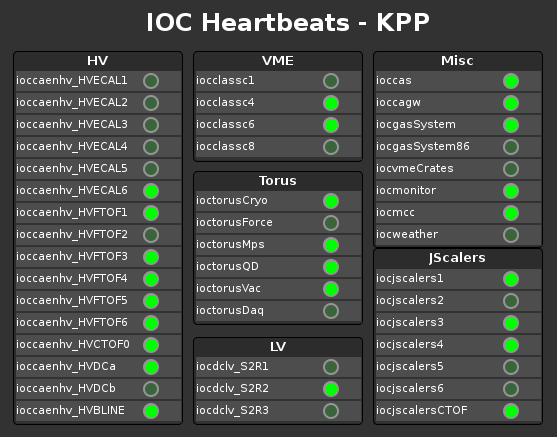 IOC Heartbeats - KPP
HV
ioccaenhv_HVECAL1
ioccaenhv_HVECAL2
ioccaenhv_HVECAL3
ioccaenhv_HVECAL4
ioccaenhv_HVECAL5
ioccaenhv_HVECAL6
ioccaenhv_HVFTOF1
ioccaenhv_HVFTOF2
ioccaenhv_HVFTOF3
ioccaenhv_HVFTOF4
ioccaenhv_HVFTOF5
ioccaenhv_HVFTOF6
ioccaenhv_HVCTOF0
ioccaenhv_HVDCa
ioccaenhv_HVDCb
ioccaenhv_HVBLINE
VME
iocclassc1
iocclassc4
iocclassc6
iocclassc8
Torus
ioctorusCryo
ioctorusForce
ioctorusMps
ioctorusQD
ioctorusVac
ioctorusDaq
LV
iocdclv_S2R1
iocdclv_S2R2
iocdclv_S2R3
Misc
ioccas
ioccagw
iocgasSystem
iocgasSystem86
iocvmeCrates
iocmonitor
iocmcc
iocweather
JScalers
iocjscalers1
iocjscalers2
iocjscalers3
iocjscalers4
iocjscalers5
iocjscalers6
iocjscalersCTOF